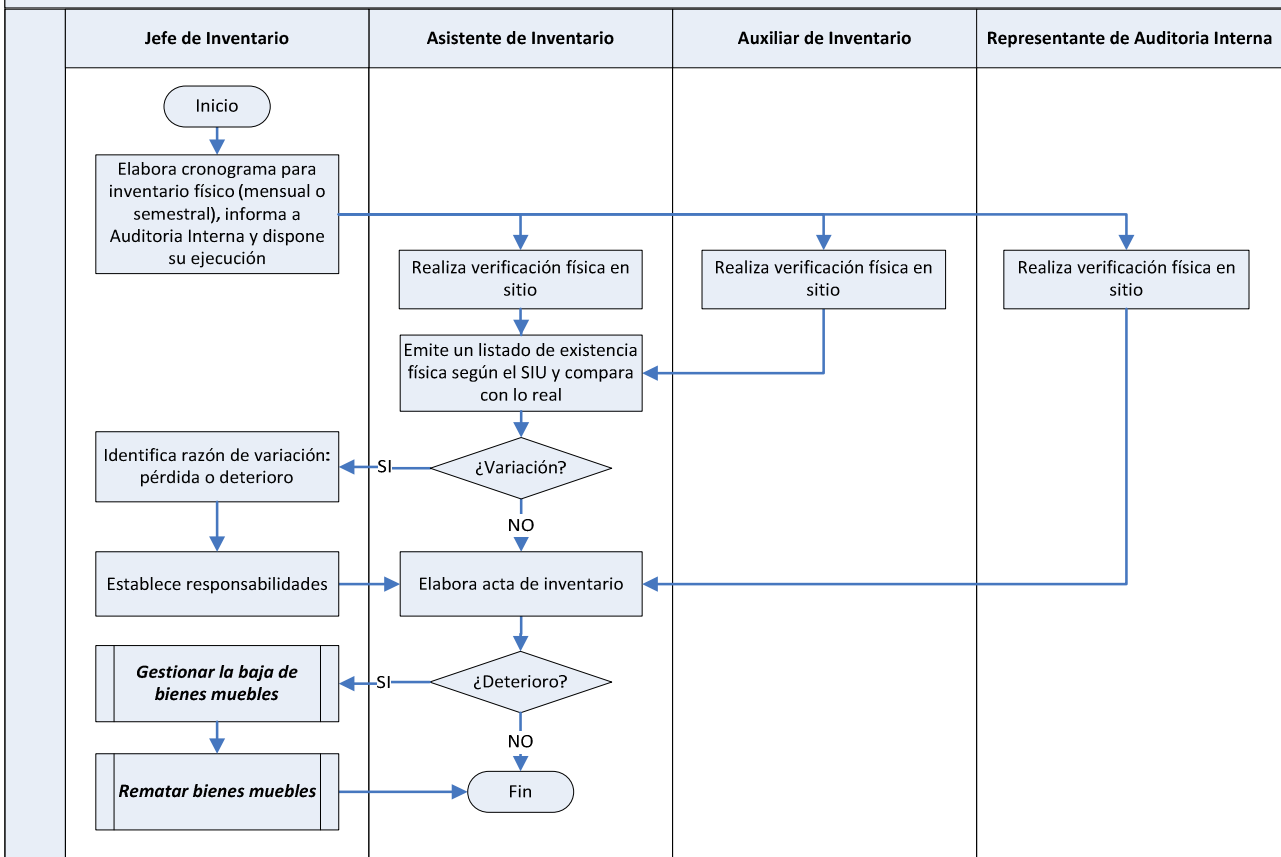 Jefe de Inventario
Asistente de Inventario
Auxiliar de Inventario
Representante de Auditoria Interna
Inicio
Elabora cronograma para
inventario físico (mensual o
semestral), informa a
Auditoria Interna y dispone
su ejecución
Realiza verificación física en
sitio
Realiza verificación física en
sitio
Realiza verificación física en
sitio
Emite un listado de existencia
física según el SIU y compara
con lo real
Identifica razón de variación:
pérdida o deterioro
SI
¿Variación?
NO
Establece responsabilidades
Elabora acta de inventario
Gestionar la baja de
bienes muebles
SI
¿Deterioro?
NO
Rematar bienes muebles
Fin